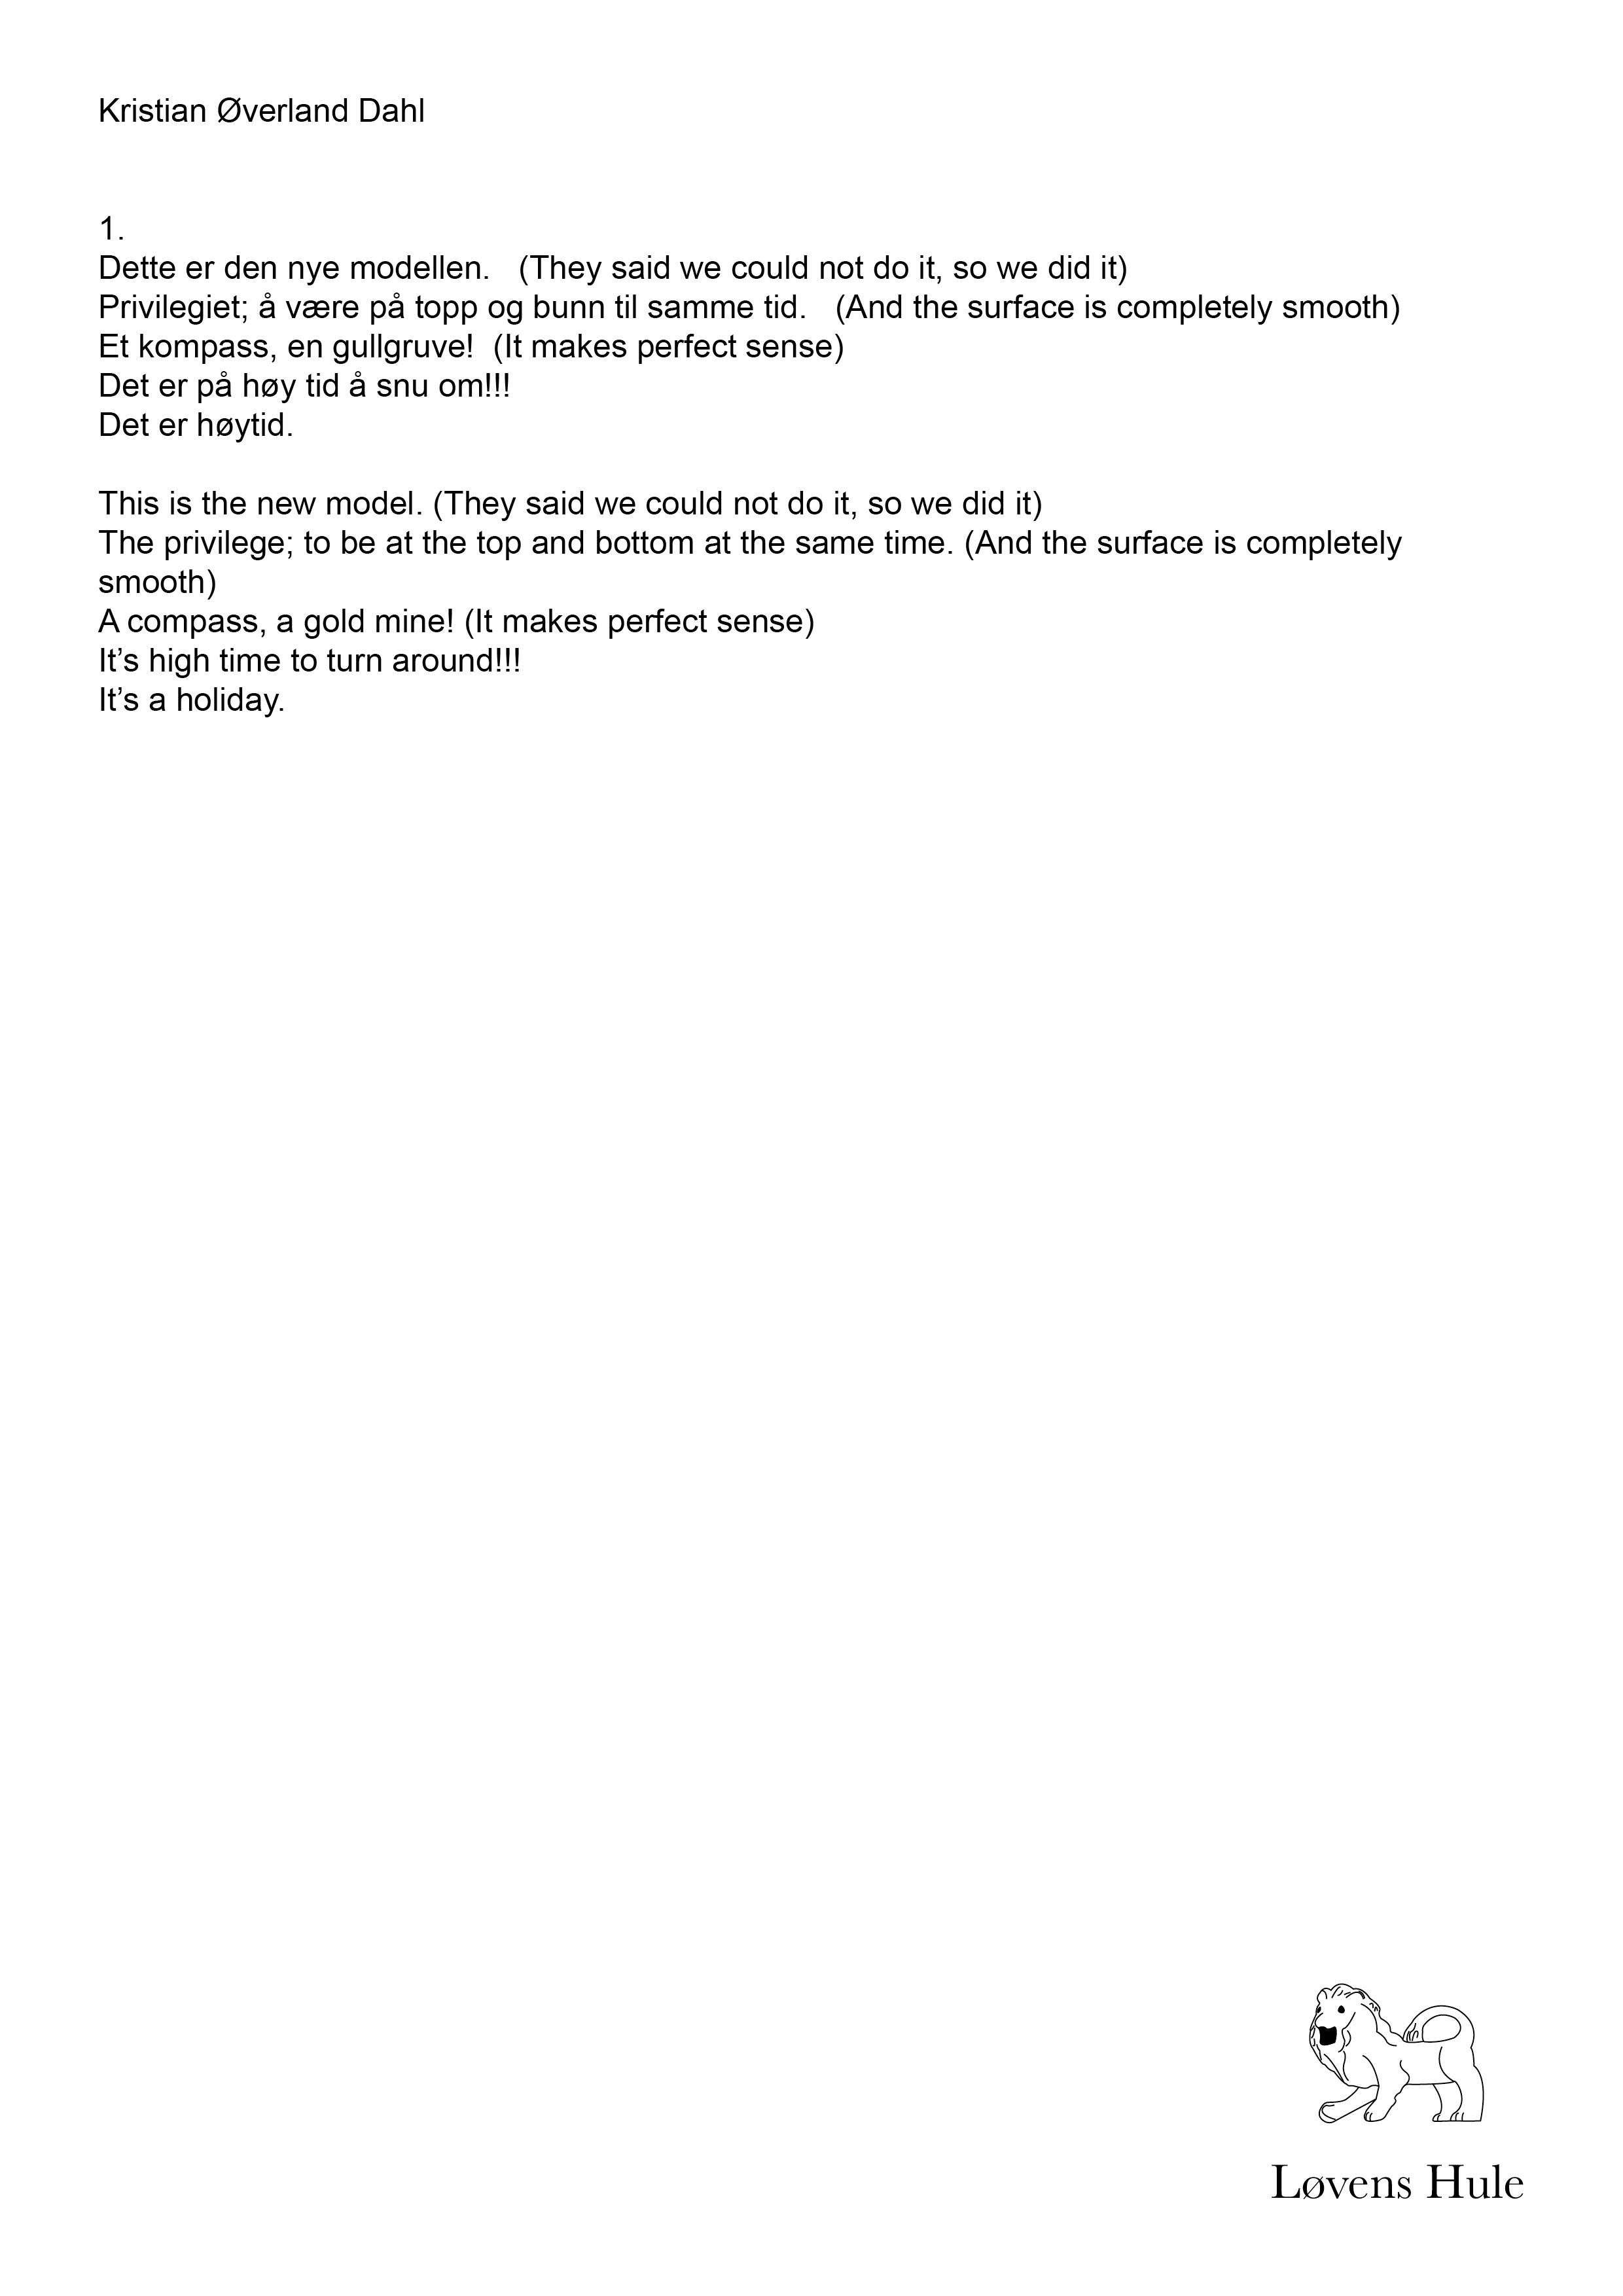 Kristian Øverland Dahl
1.
Dette er den nye modellen.   (They said we could not do it, so we did it)
Privilegiet; å være på topp og bunn til samme tid.   (And the surface is completely smooth)
Et kompass, en gullgruve!  (It makes perfect sense)
Det er på høy tid å snu om!!!
Det er høytid.
This is the new model. (They said we could not do it, so we did it)
The privilege; to be at the top and bottom at the same time. (And the surface is completely
smooth)
A compass, a gold mine! (It makes perfect sense)
It’s high time to turn around!!!
It’s a holiday.
Løvens Hule